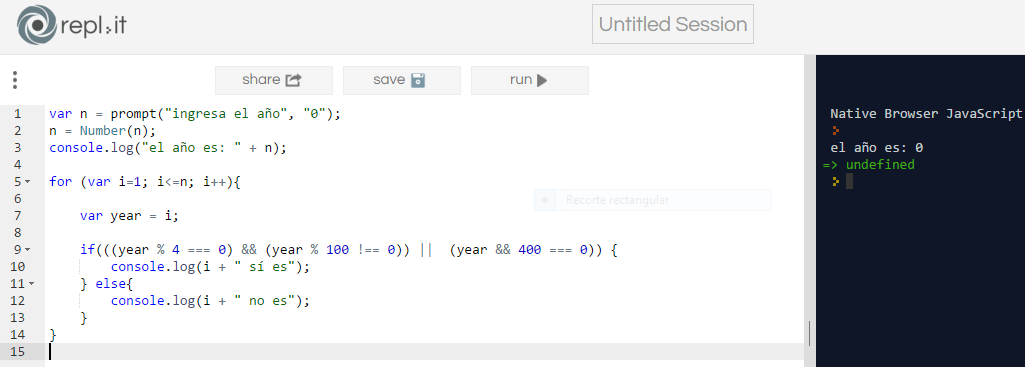 repl.it
Untitled Session
share save run
1 var n = prompt("ingresa el año", "0");
2 n = Number(n);
3 console.log("el año es: " + n);
4
5 for (var i=1; i<=n; i++){
6
7 var year = i;
8
9 if(((year % 4 === 0) && (year % 100 !== 0)) || (year && 400 === 0)) {
10 console.log(i + " sí es");
11 } else{
12 console.log(i + " no es");
13 }
14 }
15
Recorte rectangular
Native Browser JavaScript
el año es: 0
=> undefined